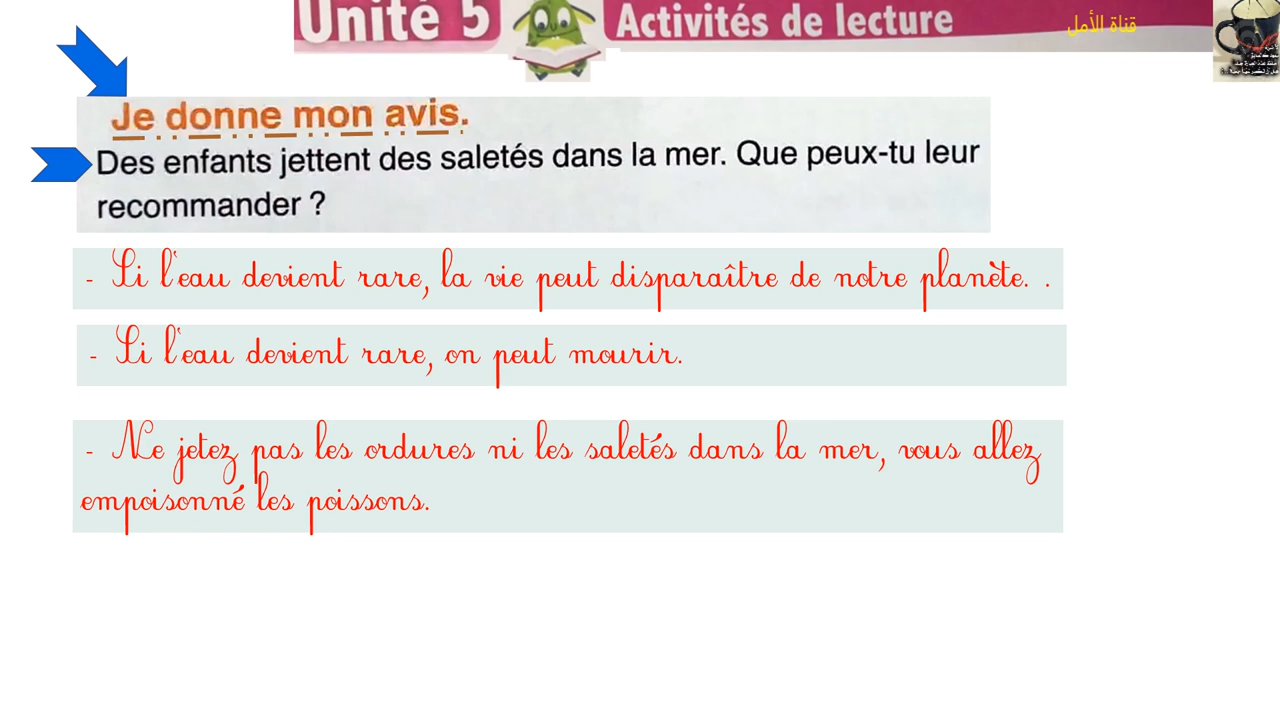 Unité 5 Activités de lecture قناة الأمل
Je donne mon avis.
Des enfants jettent des saletés dans la mer. Que peux-tu leur
recommander ?
- Si l'eau devient rare, la vie peut disparaître de notre planète. .
- Si l'eau devient rare, on peut mourir.
- Ne jetez pas les ordures ni les saletés dans la mer, vous allez
empoisonné les poissons.